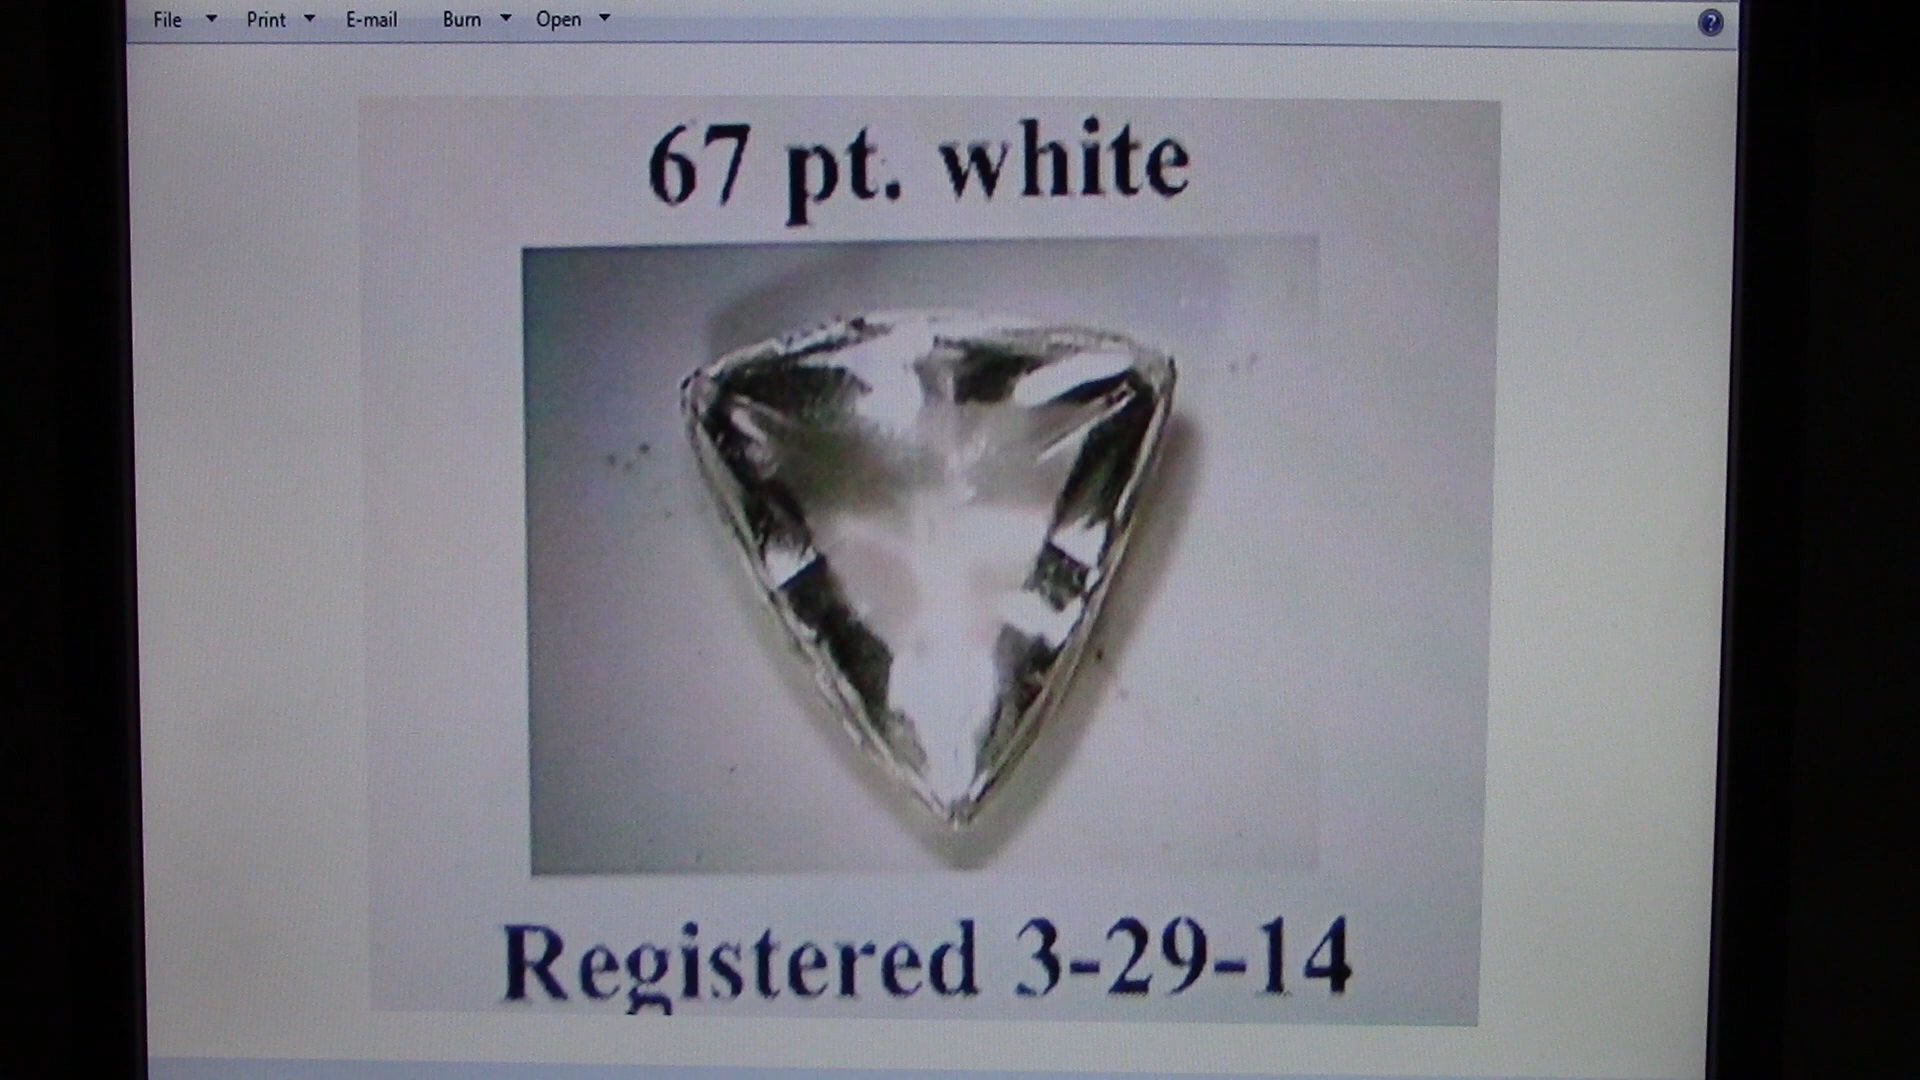 File Print E-mail Burn Open
67 pt. white
Registered 3-29-14